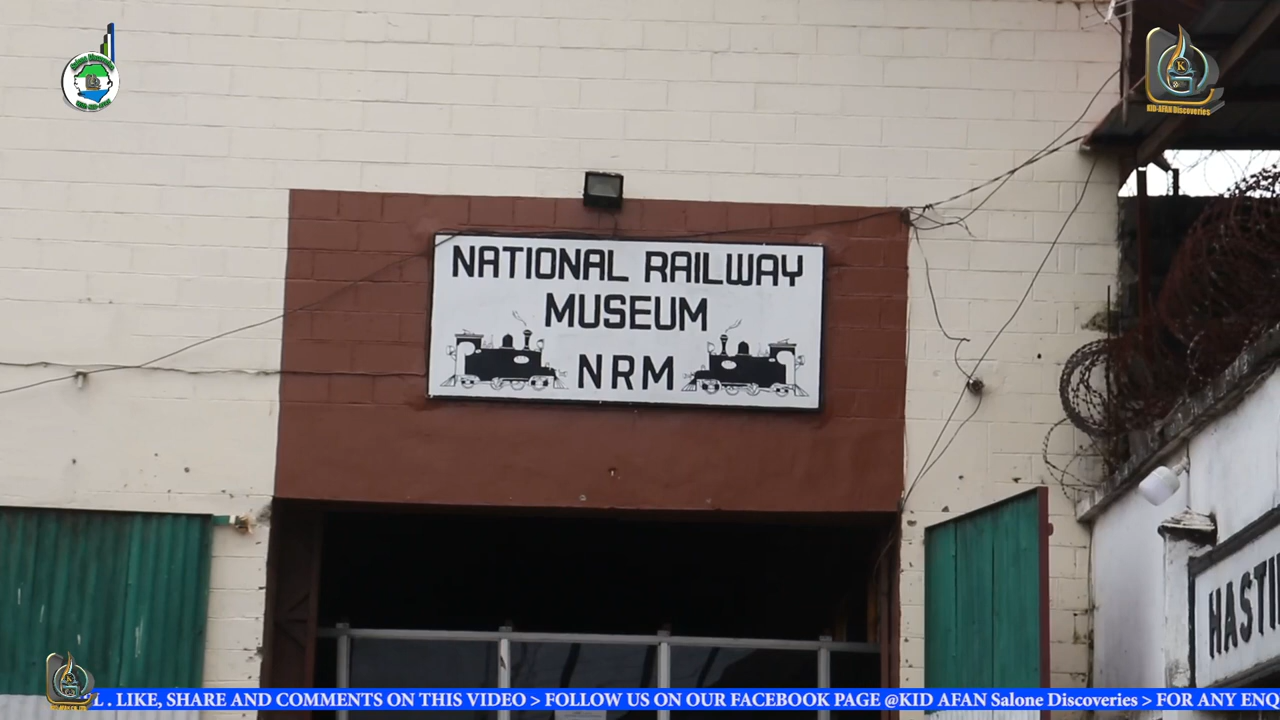 NATIONAL RAILWAY
MUSEUM
NRM
KID-AFAN Discoveries
L . LIKE, SHARE AND COMMENTS ON THIS VIDEO > FOLLOW US ON OUR FACEBOOK PAGE @KID AFAN Salone Discoveries > FOR ANY ENQ